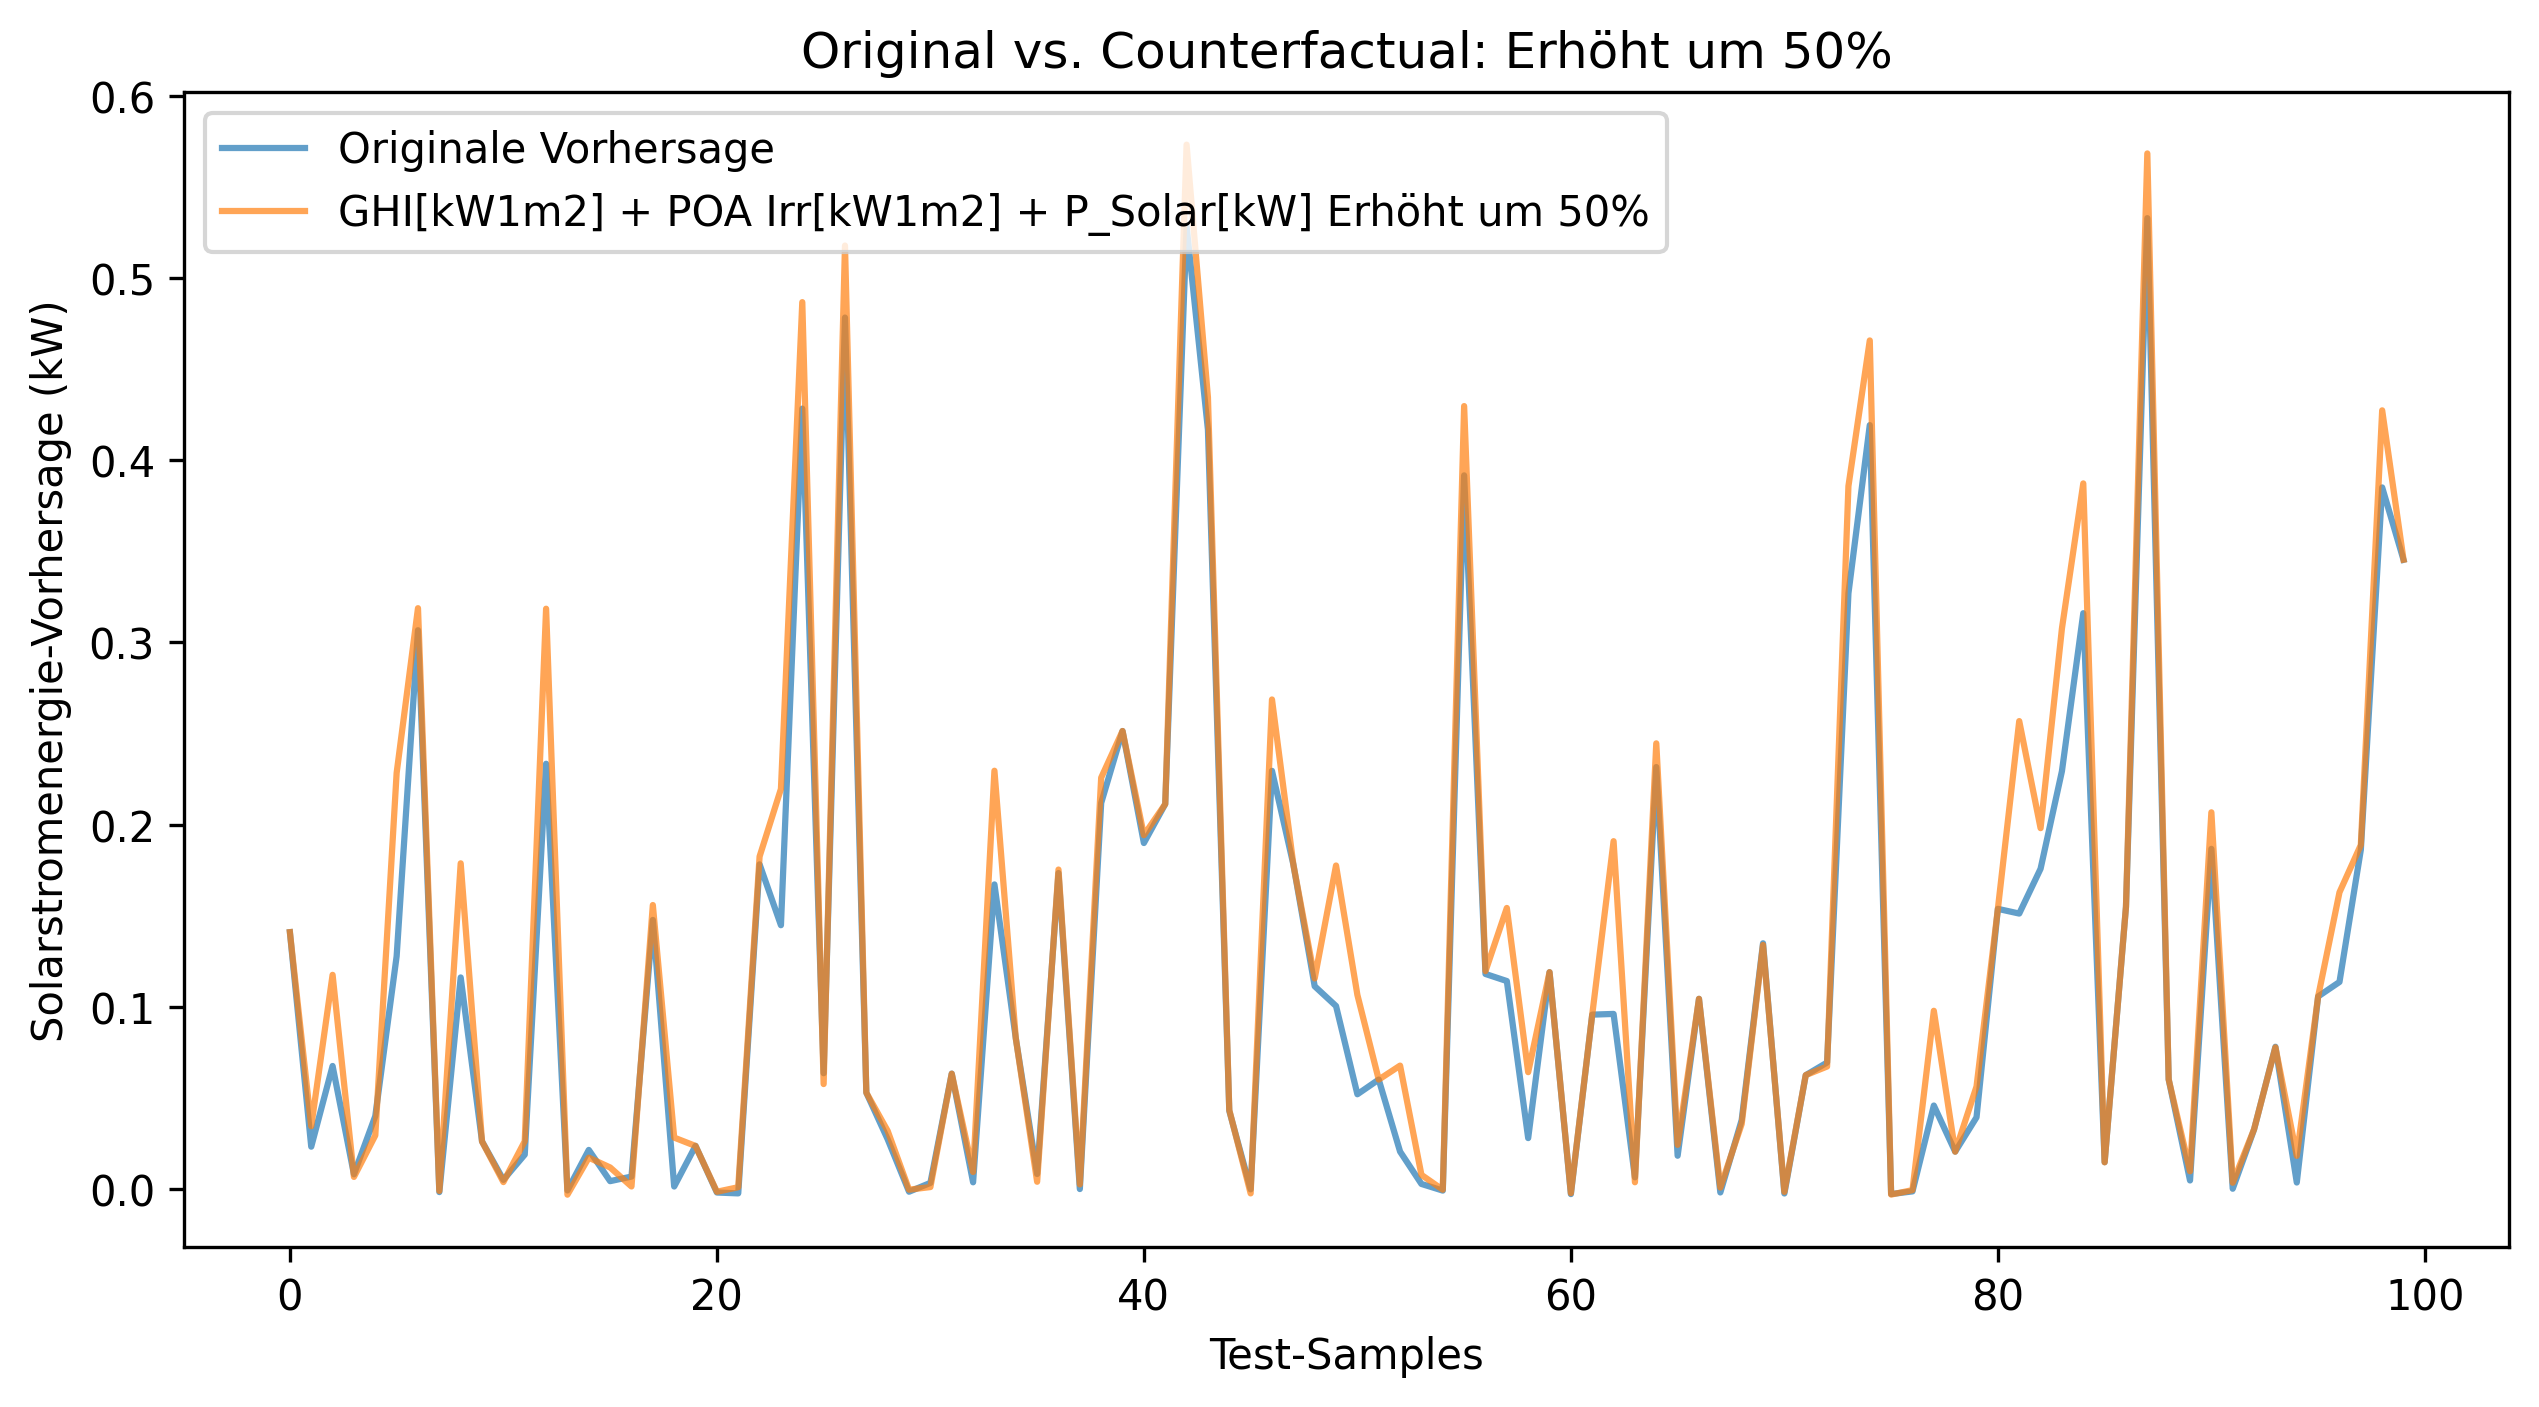 Original vs. Counterfactual: Erhöht um 50%
Originale Vorhersage
GHI[kW1m2] + POA Irr[kW1m2] + P_Solar[kW] Erhöht um 50%
Solarstromenergie-Vorhersage (kW)
0.6
0.5
0.4
0.3
0.2
0.1
0.0
0 20 40 60 80 100
Test-Samples